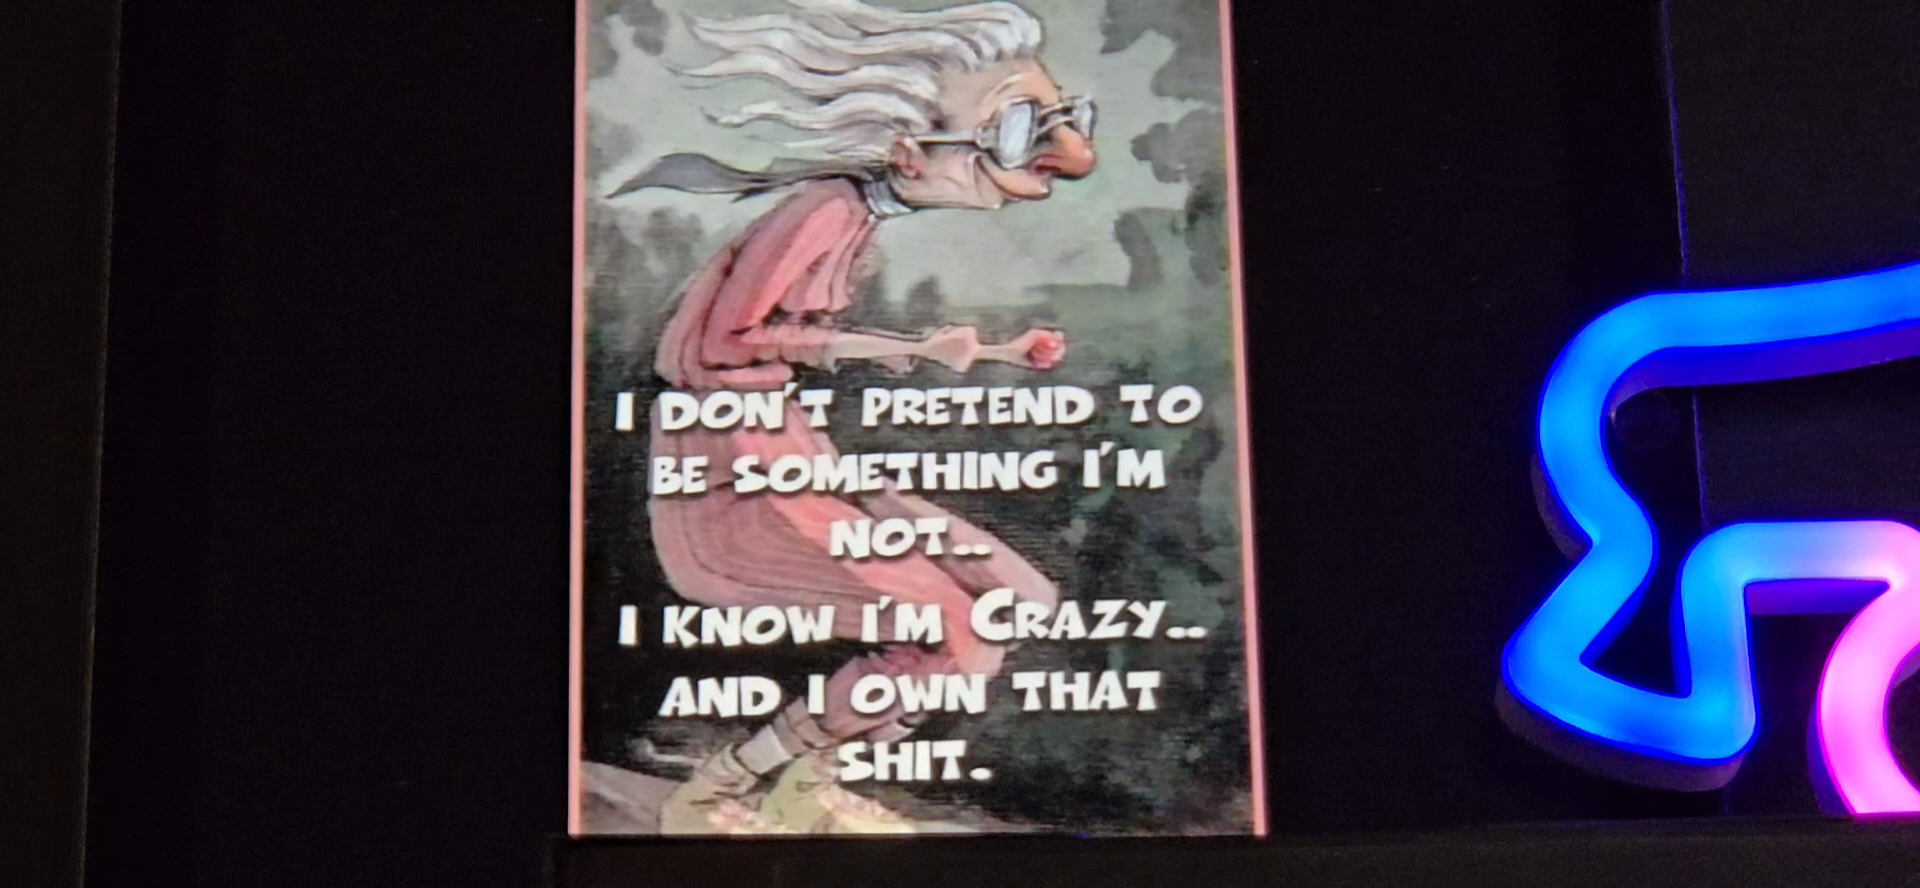 I DON'T PRETEND TO
BE SOMETHING I'M
NOT..
I KNOW I'M CRAZY..
AND I OWN THAT
SHIT.